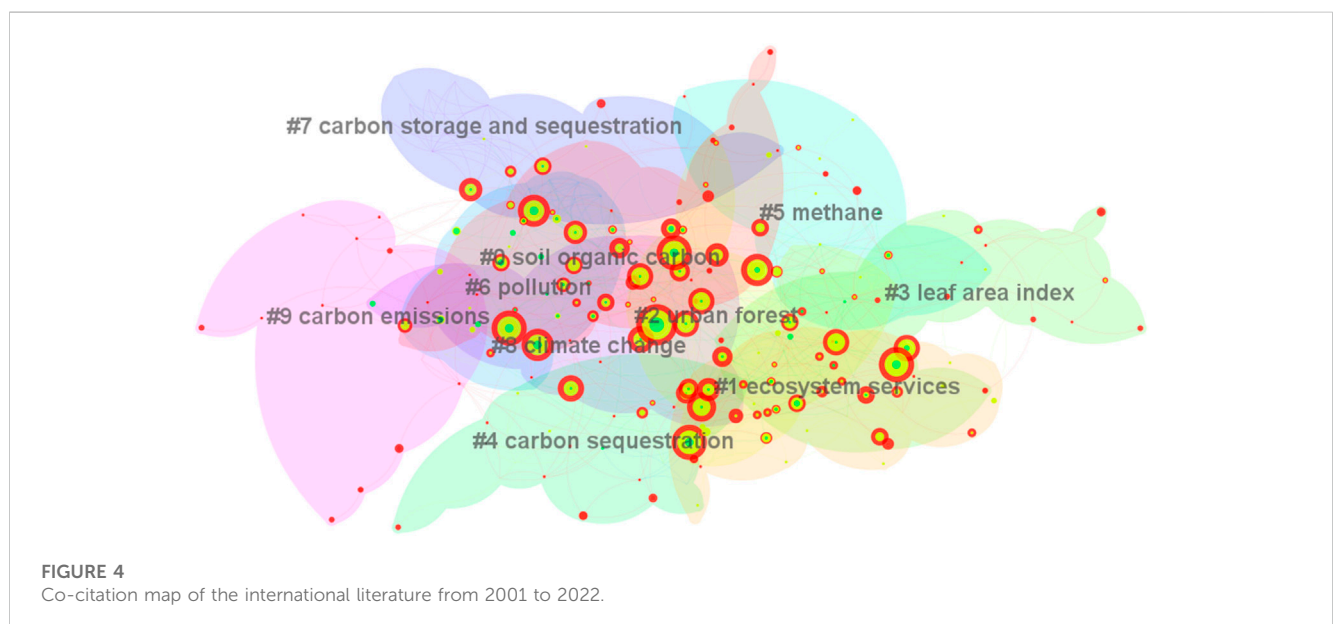 #7 carbon storage and sequestration
#5 methane
#0 soil organic carbon
#6 pollution
#3 leaf area index
#9 carbon emissions
#2 urban forest
#8 climate change
#1 ecosystem services
#4 carbon sequestration
FIGURE 4
Co-citation map of the international literature from 2001 to 2022.